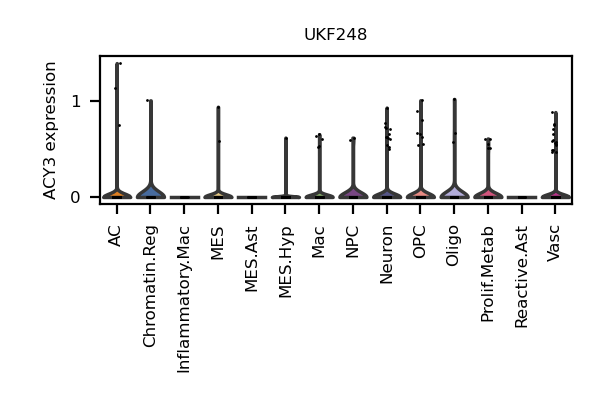 UKF248
ACY3 expression
1
0
AC
Chromatin.Reg
Inflammatory.Mac
MES
MES.Ast
MES.Hyp
Mac
NPC
Neuron
OPC
Oligo
Prolif.Metab
Reactive.Ast
Vasc